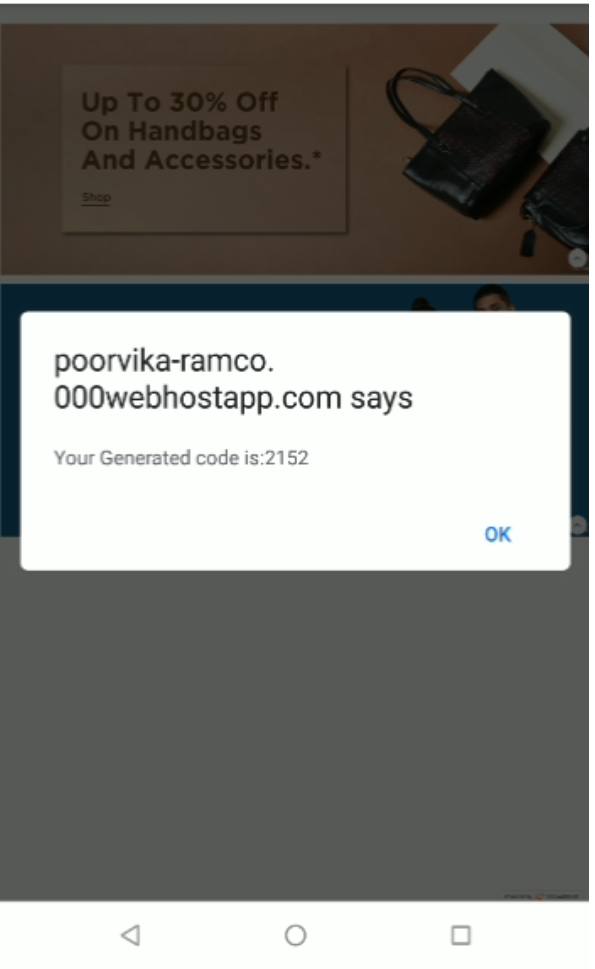 Up To 30% Off
On Handbags
And Accessories.*
Shop
poorvika-ramco.
000webhostapp.com says
Your Generated code is:2152
OK